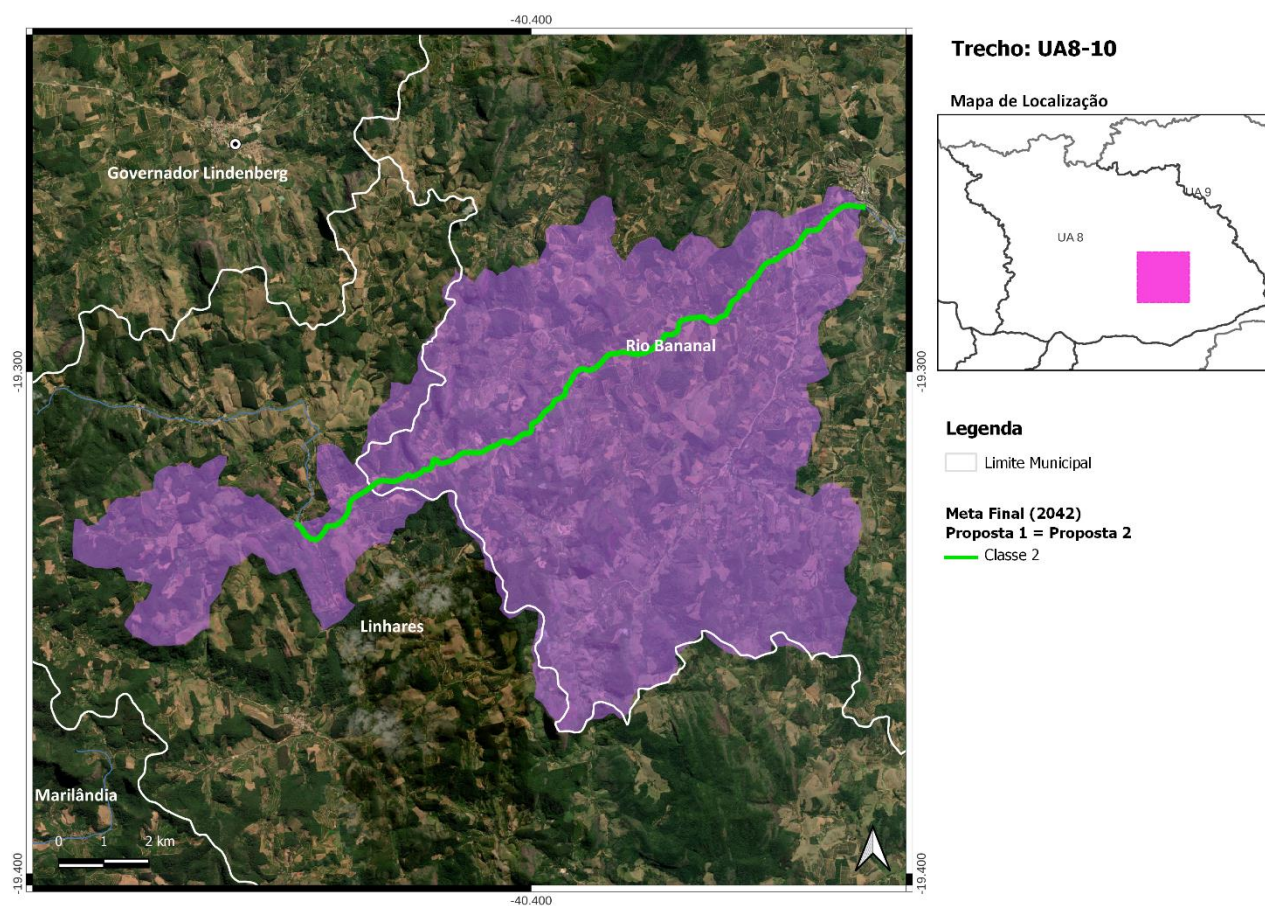 -40.400
Trecho: UA8-10
Mapa de Localização
UA 9
UA 8
Governador Lindenberg
Rio Bananal
-19.300
-19.300
Legenda
Limite Municipal
Meta Final (2042)
Proposta 1 = Proposta 2
Classe 2
Linhares
Marilândia
0 1 2 km
-19.400
-19.400
-40.400